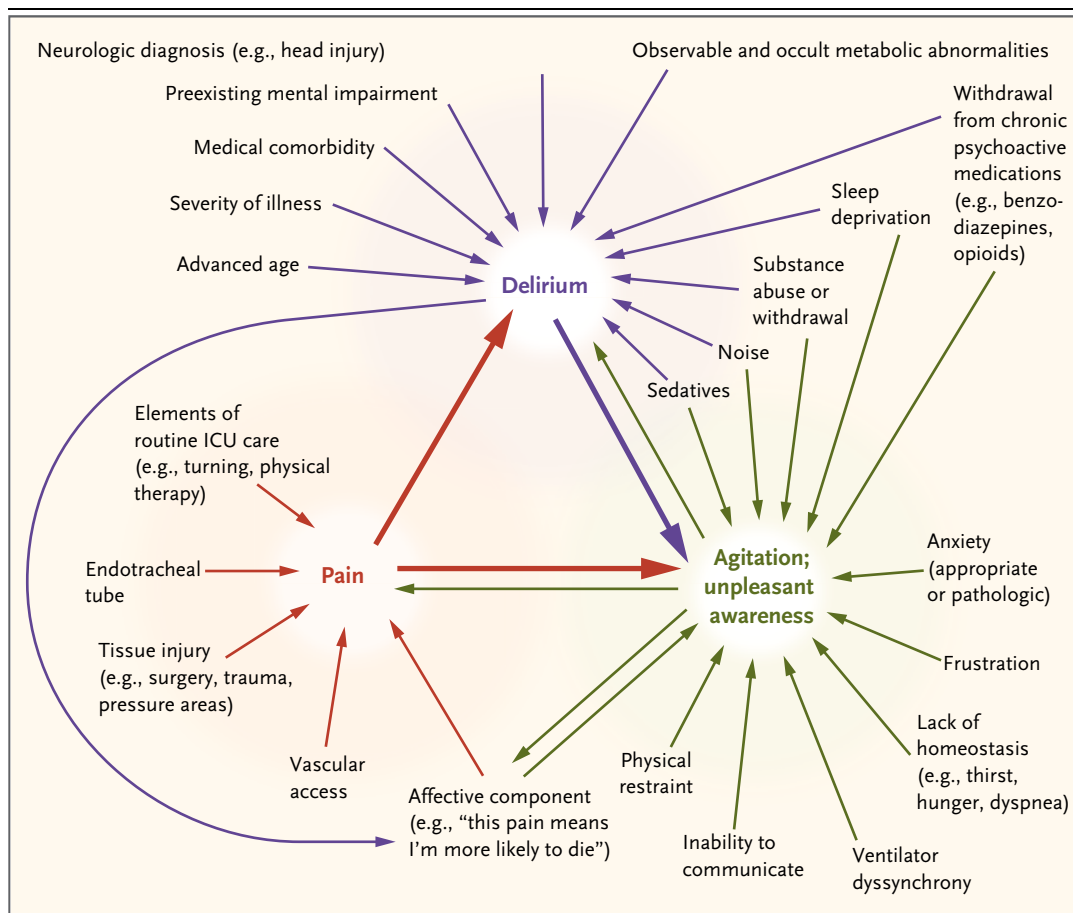 Neurologic diagnosis (e.g., head injury)
Observable and occult metabolic abnormalities
Preexisting mental impairment
Withdrawal
from chronic
psychoactive
medications
(e.g., benzo-
diazepines,
opioids)
Medical comorbidity
Sleep
deprivation
Severity of illness
Advanced age
Delirium
Substance
abuse or
withdrawal
Noise
Sedatives
Elements of
routine ICU care
(e.g., turning, physical
therapy)
Endotracheal
tube
Pain
Agitation;
unpleasant
awareness
Anxiety
(appropriate
or pathologic)
Tissue injury
(e.g., surgery, trauma,
pressure areas)
Frustration
Vascular
access
Affective component
(e.g., “this pain means
I’m more likely to die”)
Physical
restraint
Lack of
homeostasis
(e.g., thirst,
hunger, dyspnea)
Inability to
communicate
Ventilator
dyssynchrony